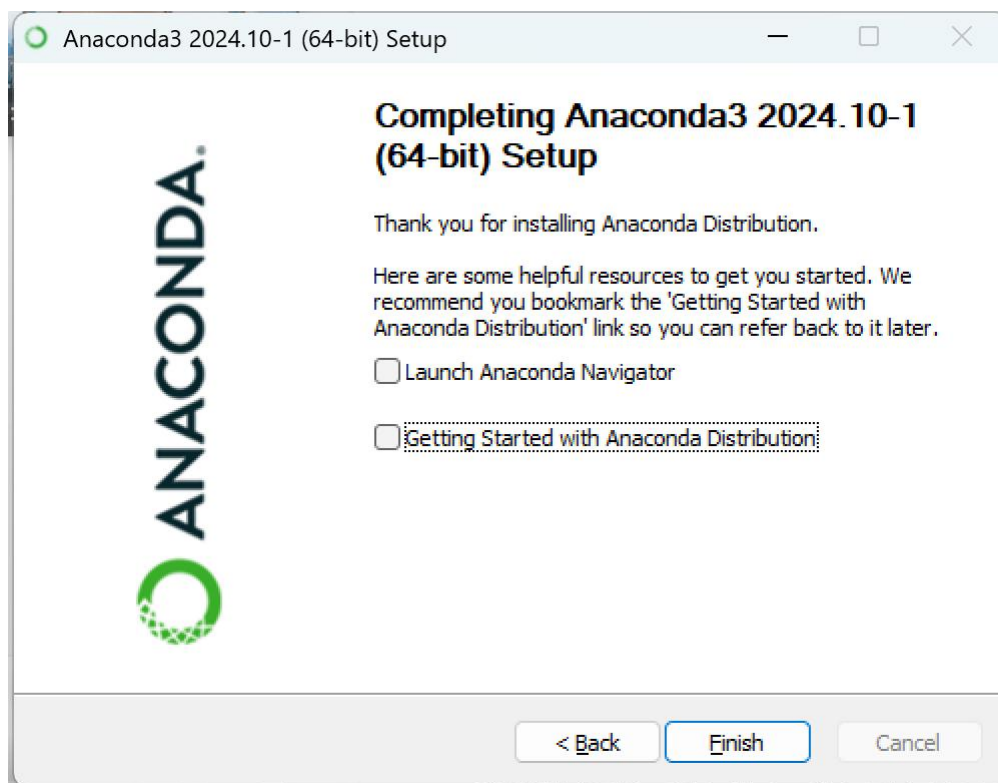 Anaconda3 2024.10-1 (64-bit) Setup
Completing Anaconda3 2024.10-1
(64-bit) Setup
ANACONDA.
Thank you for installing Anaconda Distribution.
Here are some helpful resources to get you started. We
recommend you bookmark the 'Getting Started with
Anaconda Distribution' link so you can refer back to it later.
Launch Anaconda Navigator
Getting Started with Anaconda Distribution
< Back Finish Cancel